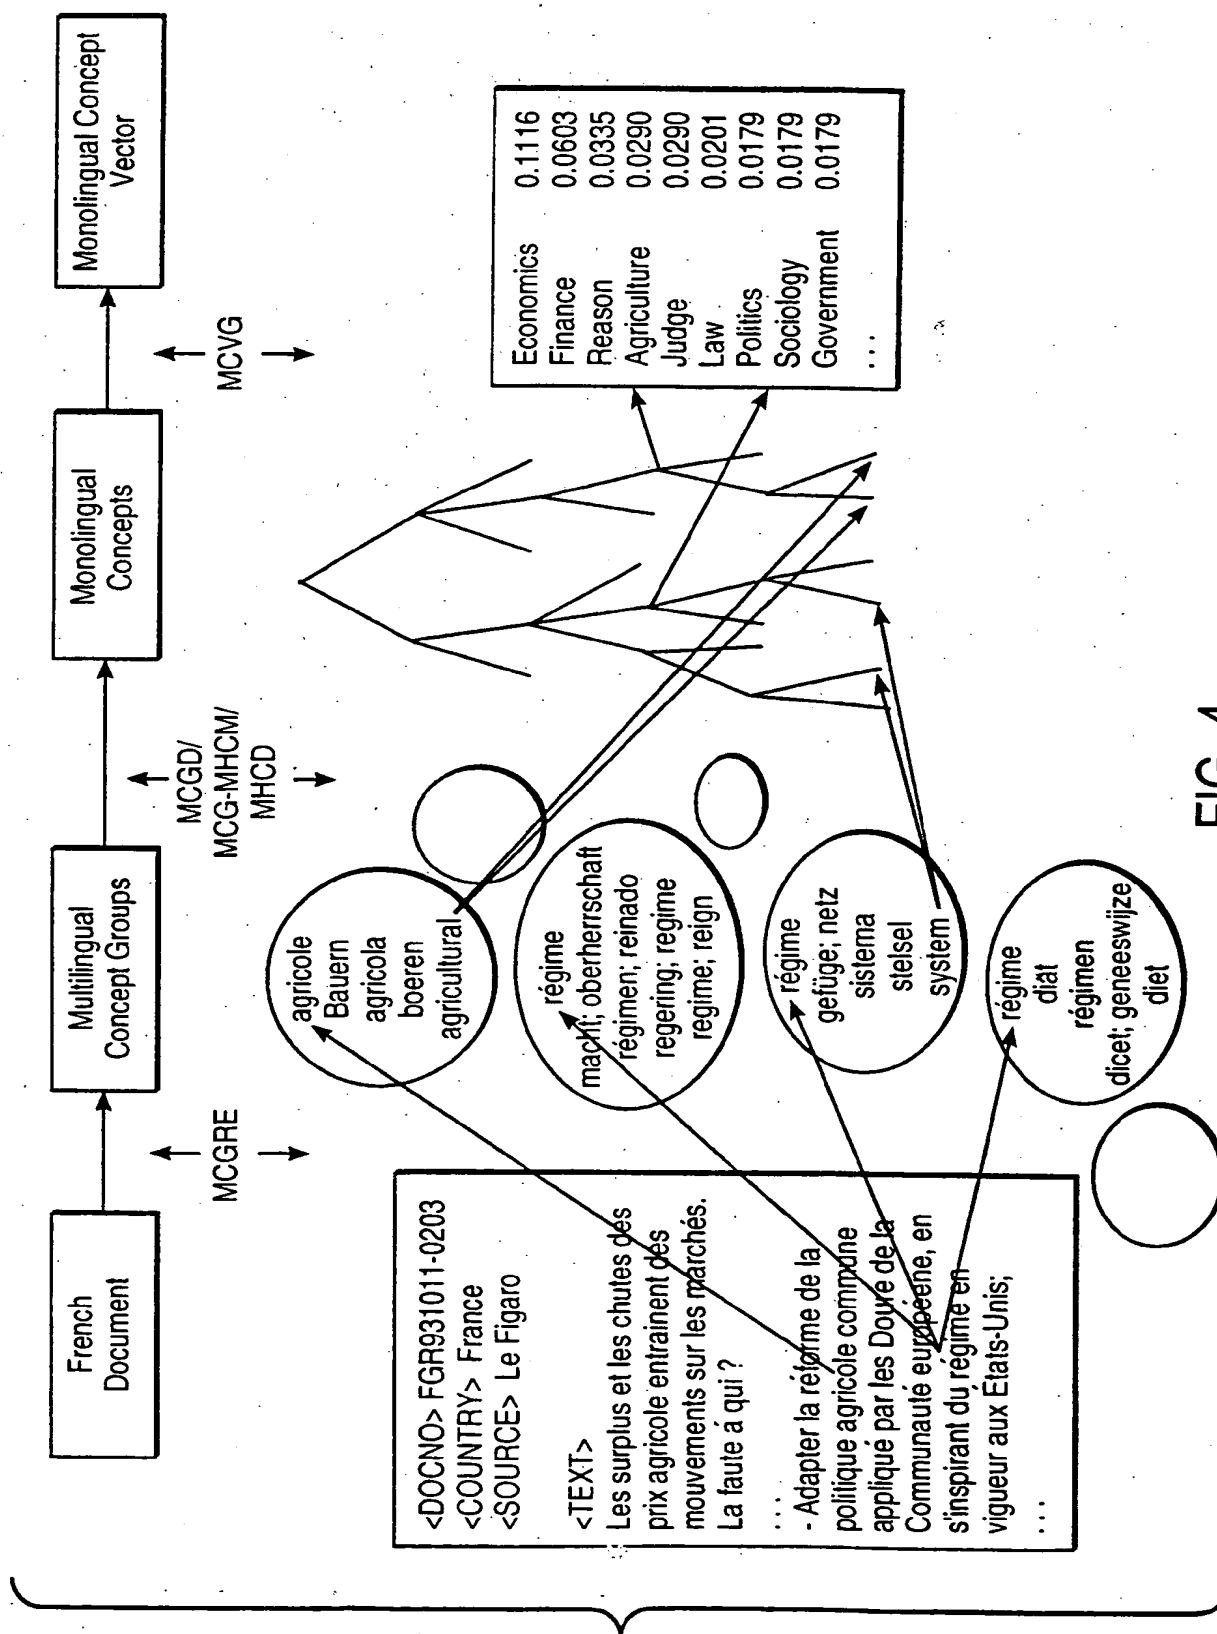 French
Document
Multilingual
Concept Groups
Monolingual
Concepts
Monolingual Concept
Vector
MCGRE
MCGD/
MCG-MHCM/
MHCD
MCVG
<DOCNO> FGR931011-0203
<COUNTRY> France
<SOURCE> Le Figaro
<TEXT>
Les surplus et les chutes des
prix agricole entrainent des
mouvements sur les marchés.
La faute á qui ?
...
- Adapter la réforme de la
politique agricole commune
appliqué par les Doure de la
Communauté européene, en
s'inspirant du régime en
vigueur aux Etats-Unis;
...
agricole
Bauern
agricola
boeren
agricultural
régime
macht; oberherrschaft
régimen; reinado
regering; regime
regime; reign
régime
gefüge; netz
sistema
stelsel
system
régime
diät
régimen
dicet; geneeswijze
diet
Economics 0.1116
Finance 0.0603
Reason 0.0335
Agriculture 0.0290
Judge 0.0290
Law 0.0201
Politics 0.0179
Sociology 0.0179
Government 0.0179
...